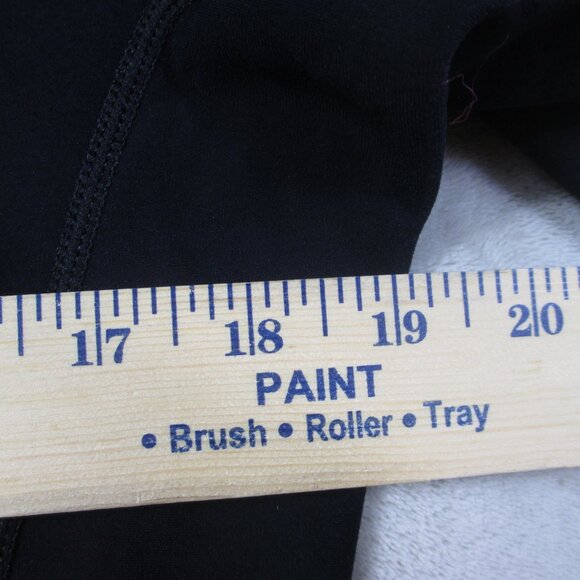 17 18 19 20
PAINT
• Brush • Roller • Tray